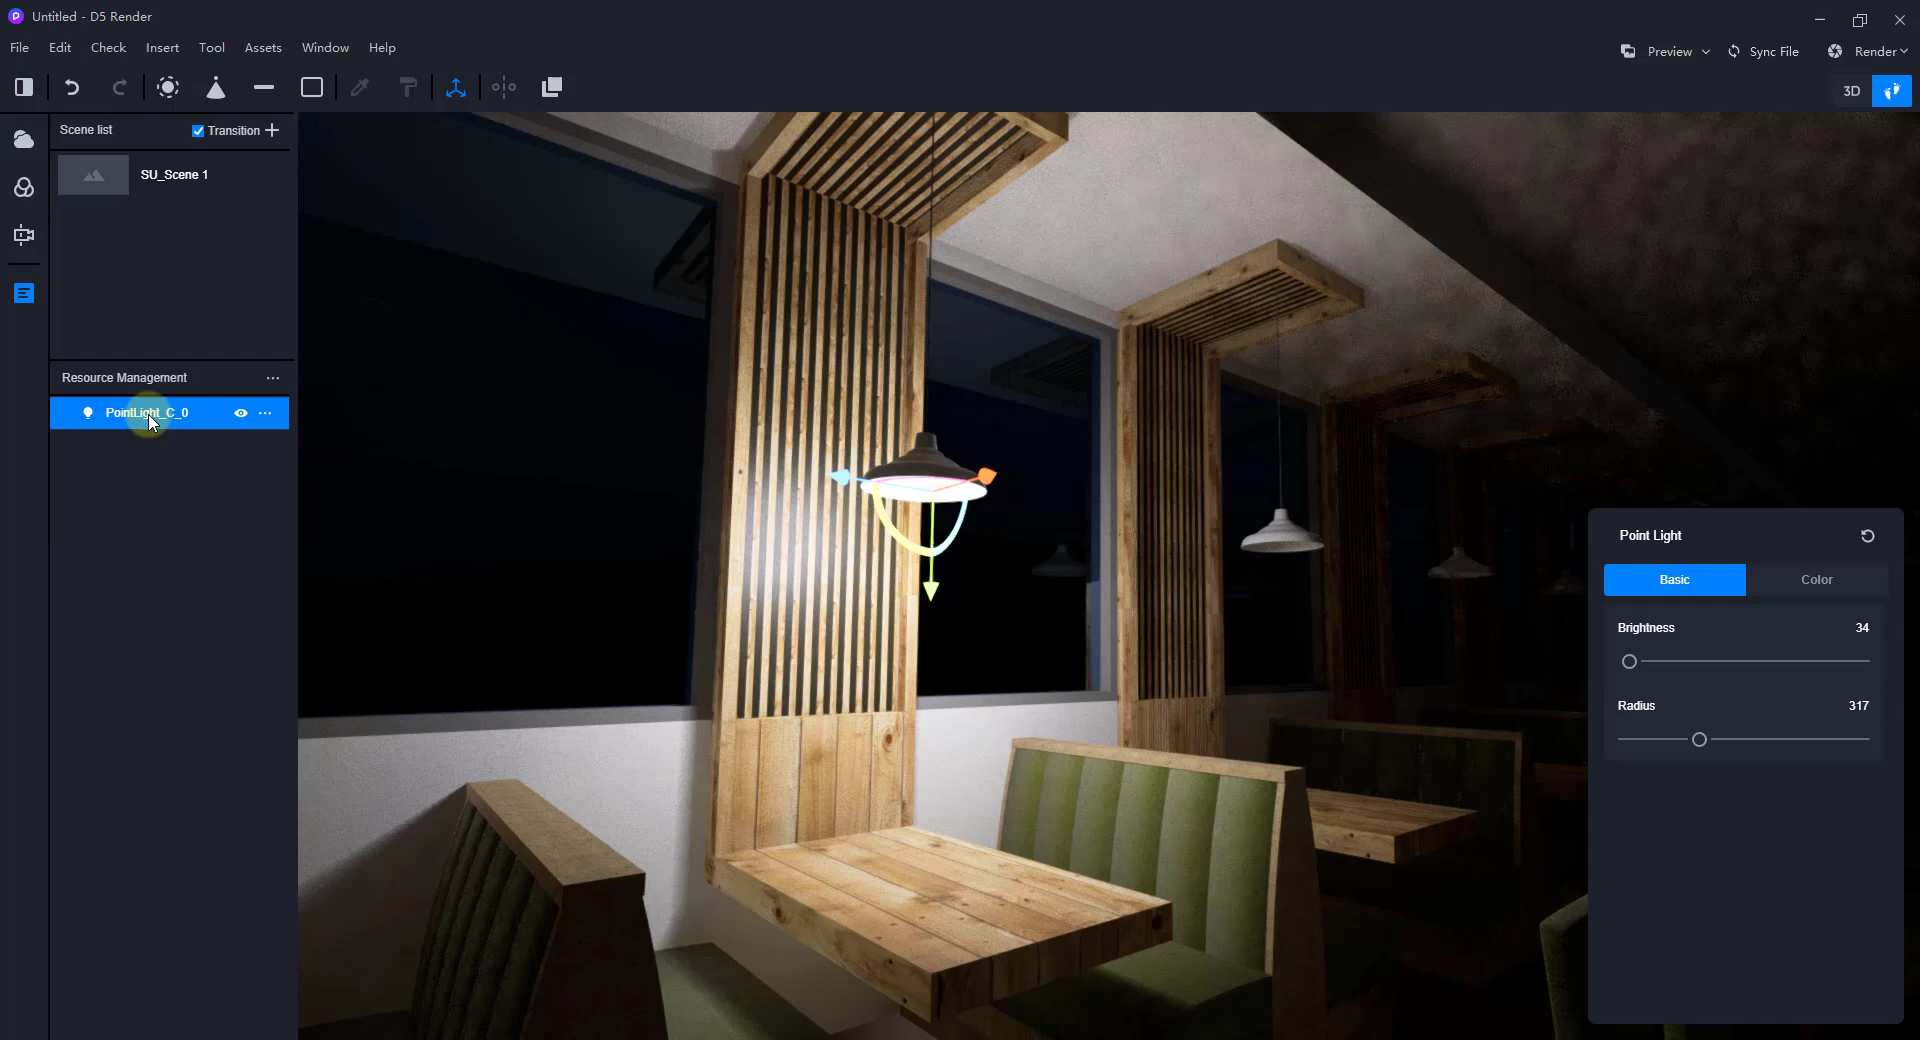 Untitled - D5 Render
File Edit Check Insert Tool Assets Window Help
Preview Sync File Render
3D
Scene list Transition
SU_Scene 1
Resource Management
PointLight_C_0
Point Light
Basic Color
Brightness 34
Radius 317